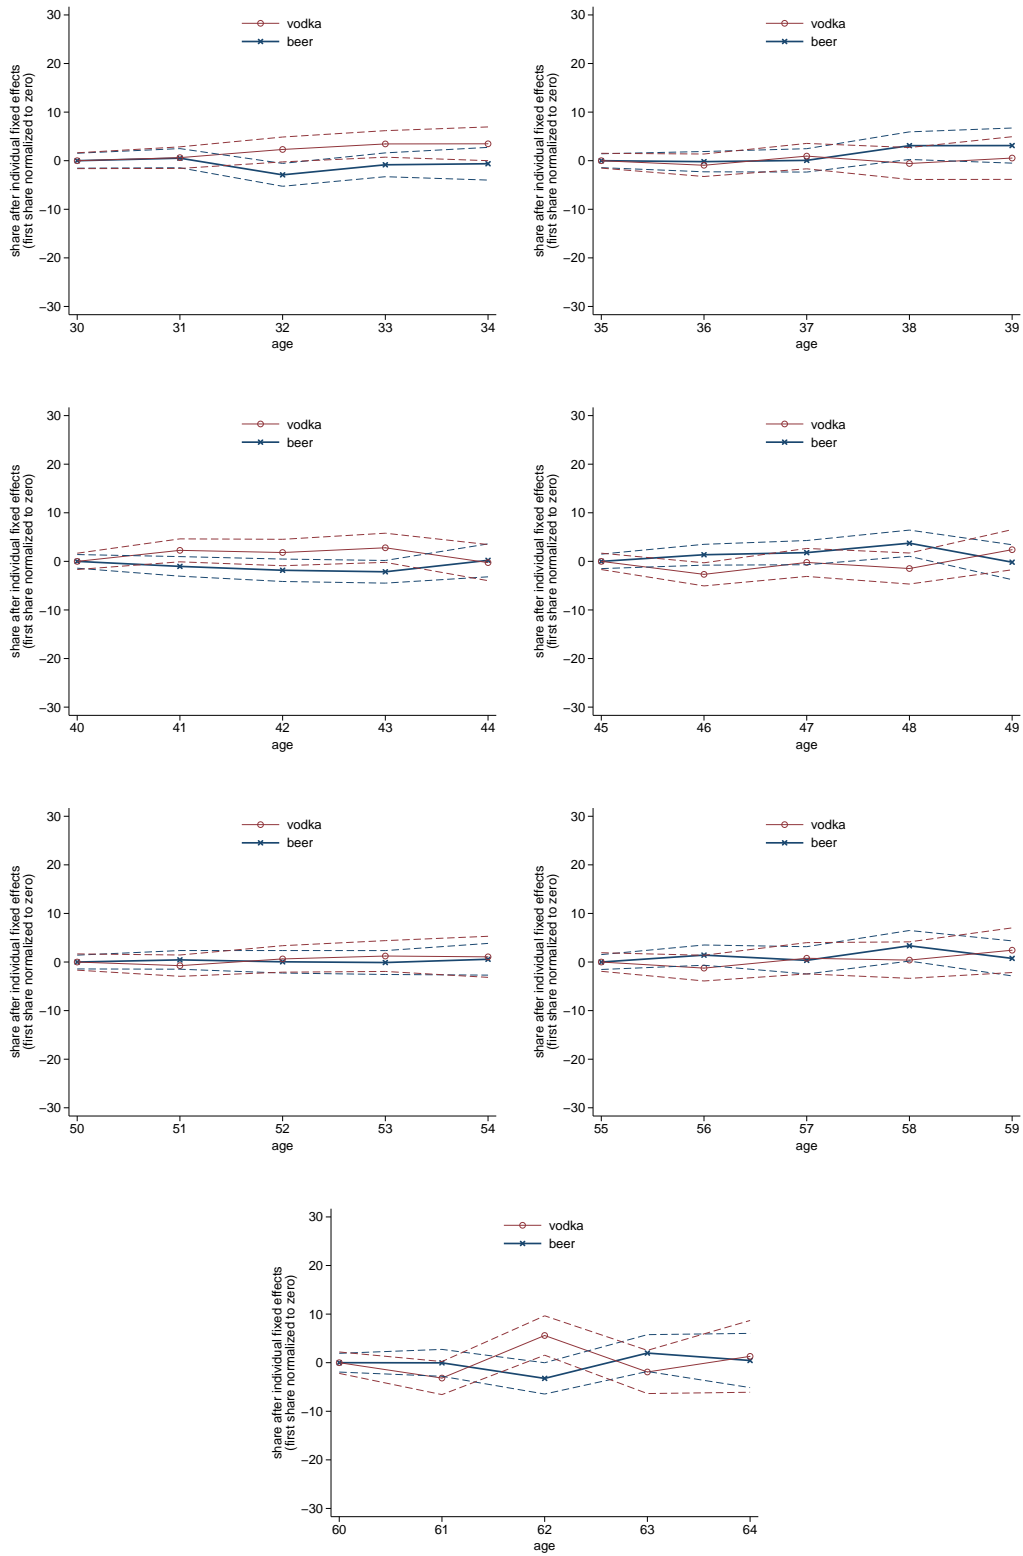 30
20
10
0
−10
−20
−30
share after individual fixed effects
(first share normalized to zero)
vodka
beer
30 31 32 33 34
age
30
20
10
0
−10
−20
−30
share after individual fixed effects
(first share normalized to zero)
vodka
beer
35 36 37 38 39
age
30
20
10
0
−10
−20
−30
share after individual fixed effects
(first share normalized to zero)
vodka
beer
40 41 42 43 44
age
30
20
10
0
−10
−20
−30
share after individual fixed effects
(first share normalized to zero)
vodka
beer
45 46 47 48 49
age
30
20
10
0
−10
−20
−30
share after individual fixed effects
(first share normalized to zero)
vodka
beer
50 51 52 53 54
age
30
20
10
0
−10
−20
−30
share after individual fixed effects
(first share normalized to zero)
vodka
beer
55 56 57 58 59
age
30
20
10
0
−10
−20
−30
share after individual fixed effects
(first share normalized to zero)
vodka
beer
60 61 62 63 64
age